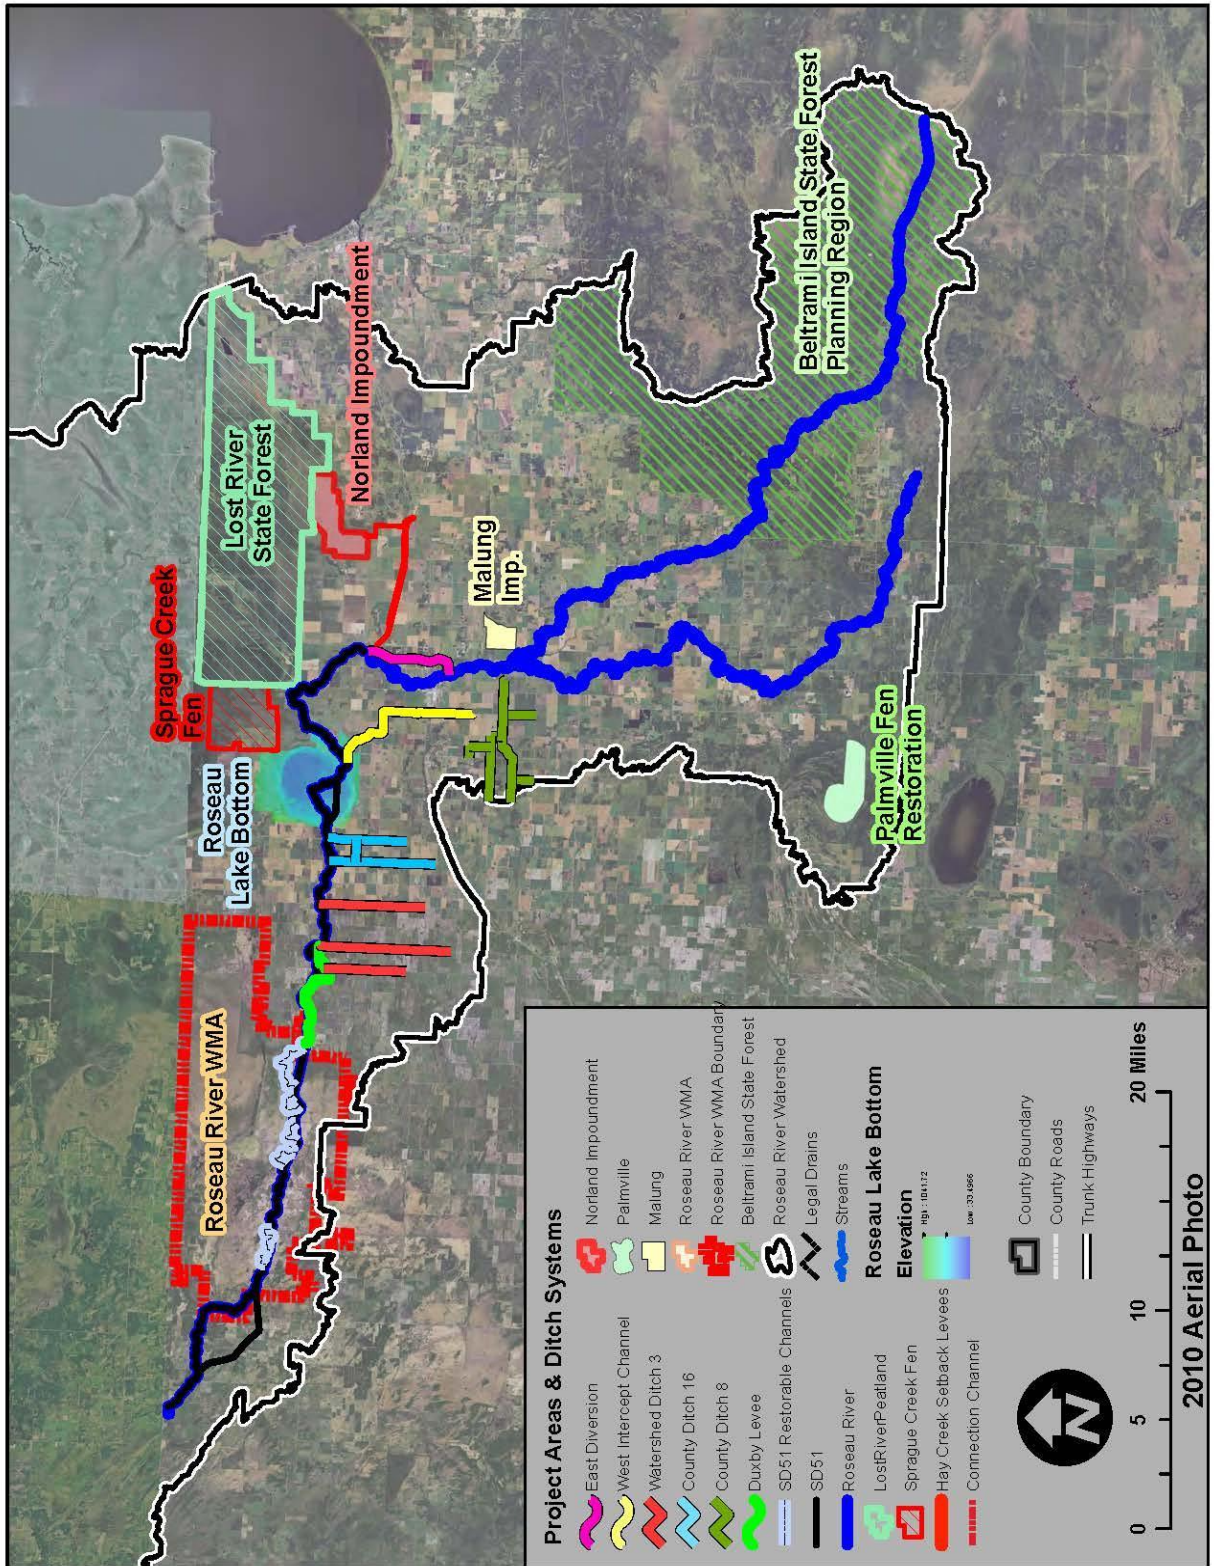 Sprague Creek
Fen
Lost River
State Forest
Norland Impoundment
Roseau
Lake Bottom
Roseau River WMA
Malung
Imp.
Beltrami Island State Forest
Planning Region
Palmville Fen
Restoration
Project Areas & Ditch Systems
East Diversion
West Intercept Channel
Watershed Ditch 3
County Ditch 16
County Ditch 8
Duxby Levee
SD51 Restorable Channels
SD51
Roseau River
LostRiverPeatland
Sprague Creek Fen
Hay Creek Setback Levees
Connection Channel
Norland Impoundment
Palmville
Malung
Roseau River WMA
Roseau River WMA Boundary
Beltrami Island State Forest
Roseau River Watershed
Legal Drains
Streams
Roseau Lake Bottom
Elevation
High :
Low :
County Boundary
County Roads
Trunk Highways
N
0 5 10 20 Miles
2010 Aerial Photo